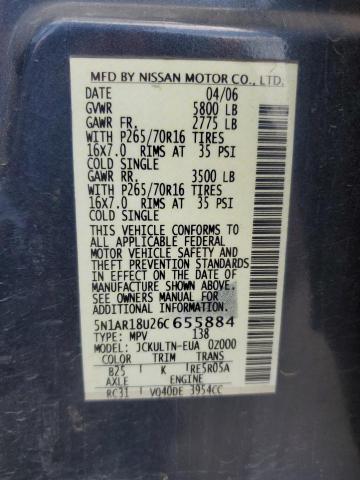 MFD BY NISSAN MOTOR CO., LTD.
DATE 04/06
GVWR 5800 LB
GAWR FR. 2775 LB
WITH P265/70R16 TIRES
16X7.0 RIMS AT 35 PSI
COLD SINGLE
GAWR RR. 3500 LB
WITH P265/70R16 TIRES
16X7.0 RIMS AT 35 PSI
COLD SINGLE
THIS VEHICLE CONFORMS TO
ALL APPLICABLE FEDERAL
MOTOR VEHICLE SAFETY
AND THEFT PREVENTION STANDARDS
IN EFFECT ON THE DATE OF
MANUFACTURE SHOWN ABOVE.
SEE OWNERS MANUAL FOR
ADDITIONAL INFORMATION.
5N1AR18U26C655884
TYPE: MPV 138
MODEL: JCKULTN-EUA 02000
COLOR TRIM TRANS
B25 K RE5R05A
AXLE ENGINE
RC31 VQ40DE 3954CC